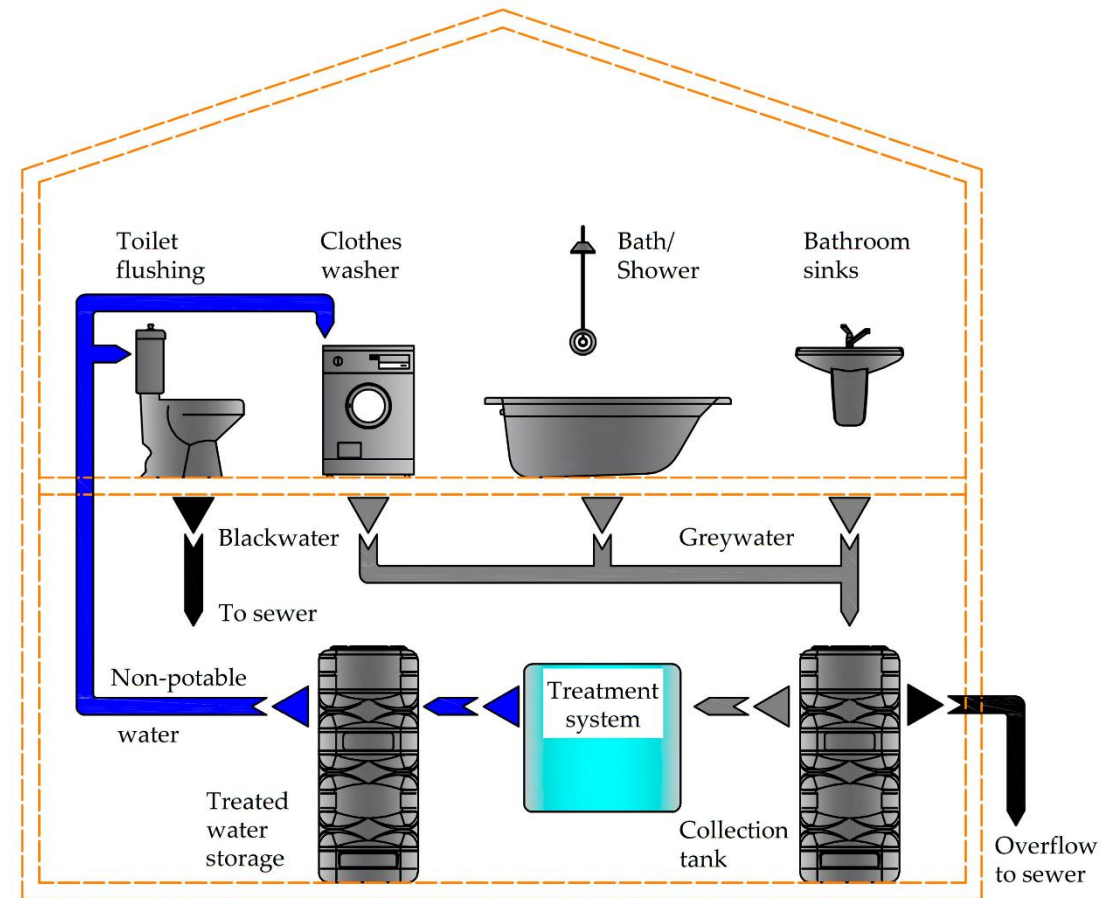 Toilet
flushing
Clothes
washer
Bath/
Shower
Bathroom
sinks
Blackwater
Greywater
To sewer
Non-potable
water
Treatment
system
Treated
water
storage
Collection
tank
Overflow
to sewer